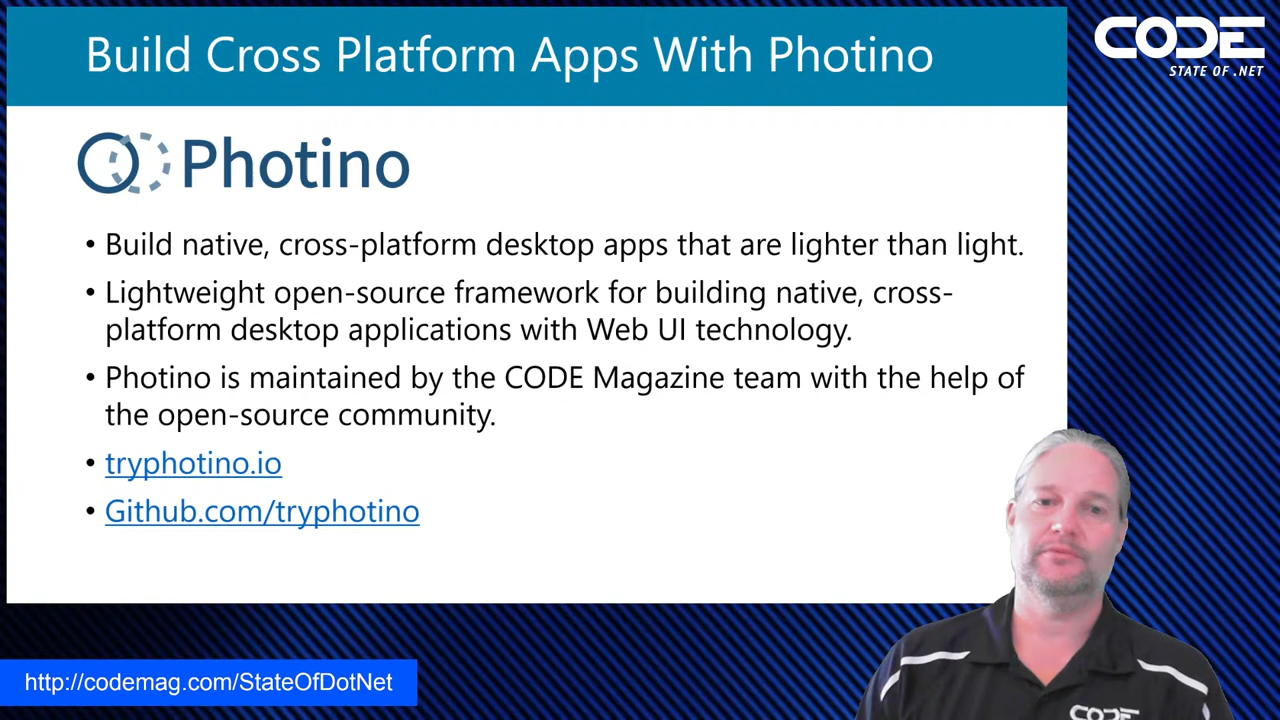 Build Cross Platform Apps With Photino
CODE
STATE OF .NET
Photino
• Build native, cross-platform desktop apps that are lighter than light.
• Lightweight open-source framework for building native, cross-
platform desktop applications with Web UI technology.
• Photino is maintained by the CODE Magazine team with the help of
the open-source community.
• tryphotino.io
• Github.com/tryphotino
http://codemag.com/StateOfDotNet
CODE